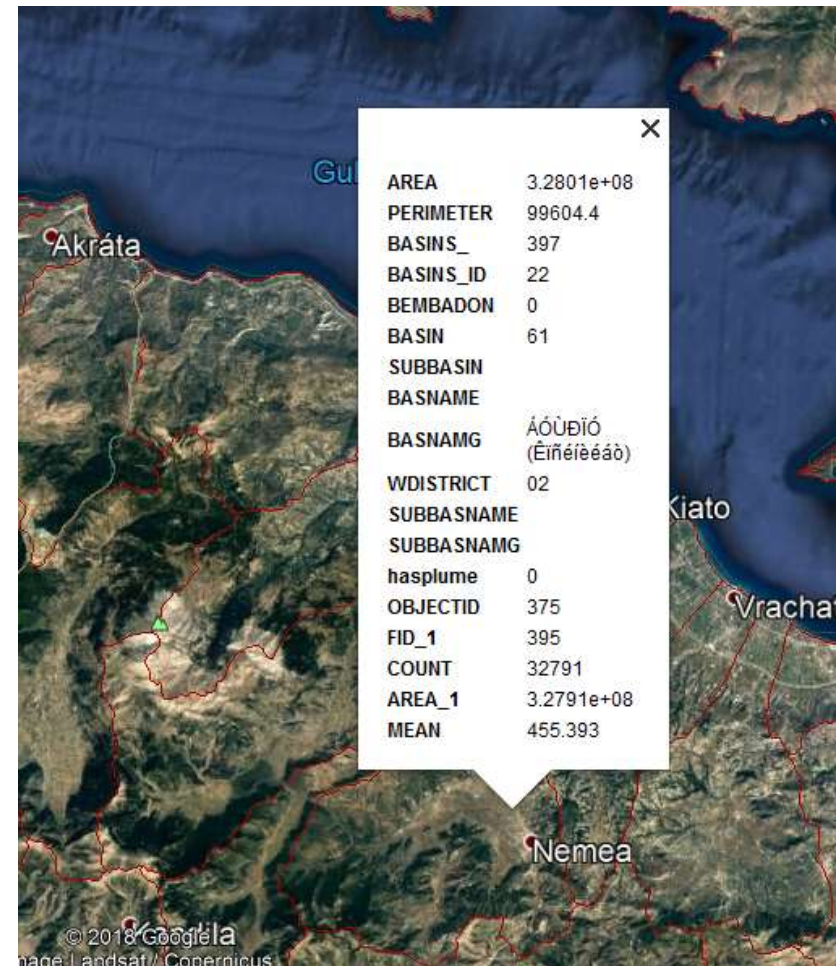 Gul
AREA 3.2801e+08
PERIMETER 99604.4
BASINS_ 397
BASINS_ID 22
BEMBADON 0
BASIN 61
SUBBASIN
BASNAME
BASNAMG ÁÓÙÐÏÓ
(Êïñéíèéáò)
WDISTRICT 02
SUBBASNAME
SUBBASNAMG
hasplume 0
OBJECTID 375
FID_1 395
COUNT 32791
AREA_1 3.2791e+08
MEAN 455.393
Akráta
Kiato
Vracha
Nemea
Kandila
© 2018 Google
mage Landsat / Copernicus